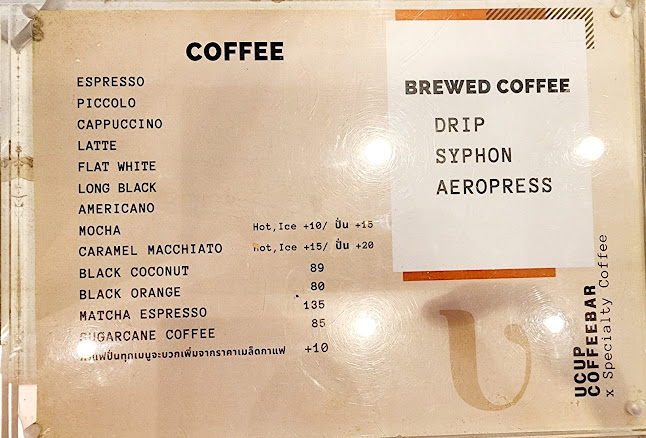 COFFEE
ESPRESSO
PICCOLO
CAPPUCCINO
LATTE
FLAT WHITE
LONG BLACK
AMERICANO
MOCHA Hot,Ice +10/ ปั่น +15
CARAMEL MACCHIATO Hot,Ice +15/ ปั่น +20
BLACK COCONUT 89
BLACK ORANGE 80
MATCHA ESPRESSO 135
SUGARCANE COFFEE 85
กาแฟปั่นทุกเมนูจะบวกเพิ่มจากราคาเมล็ดกาแฟ +10
BREWED COFFEE
DRIP
SYPHON
AEROPRESS
UCUP
COFFEEBAR
x Specialty Coffee